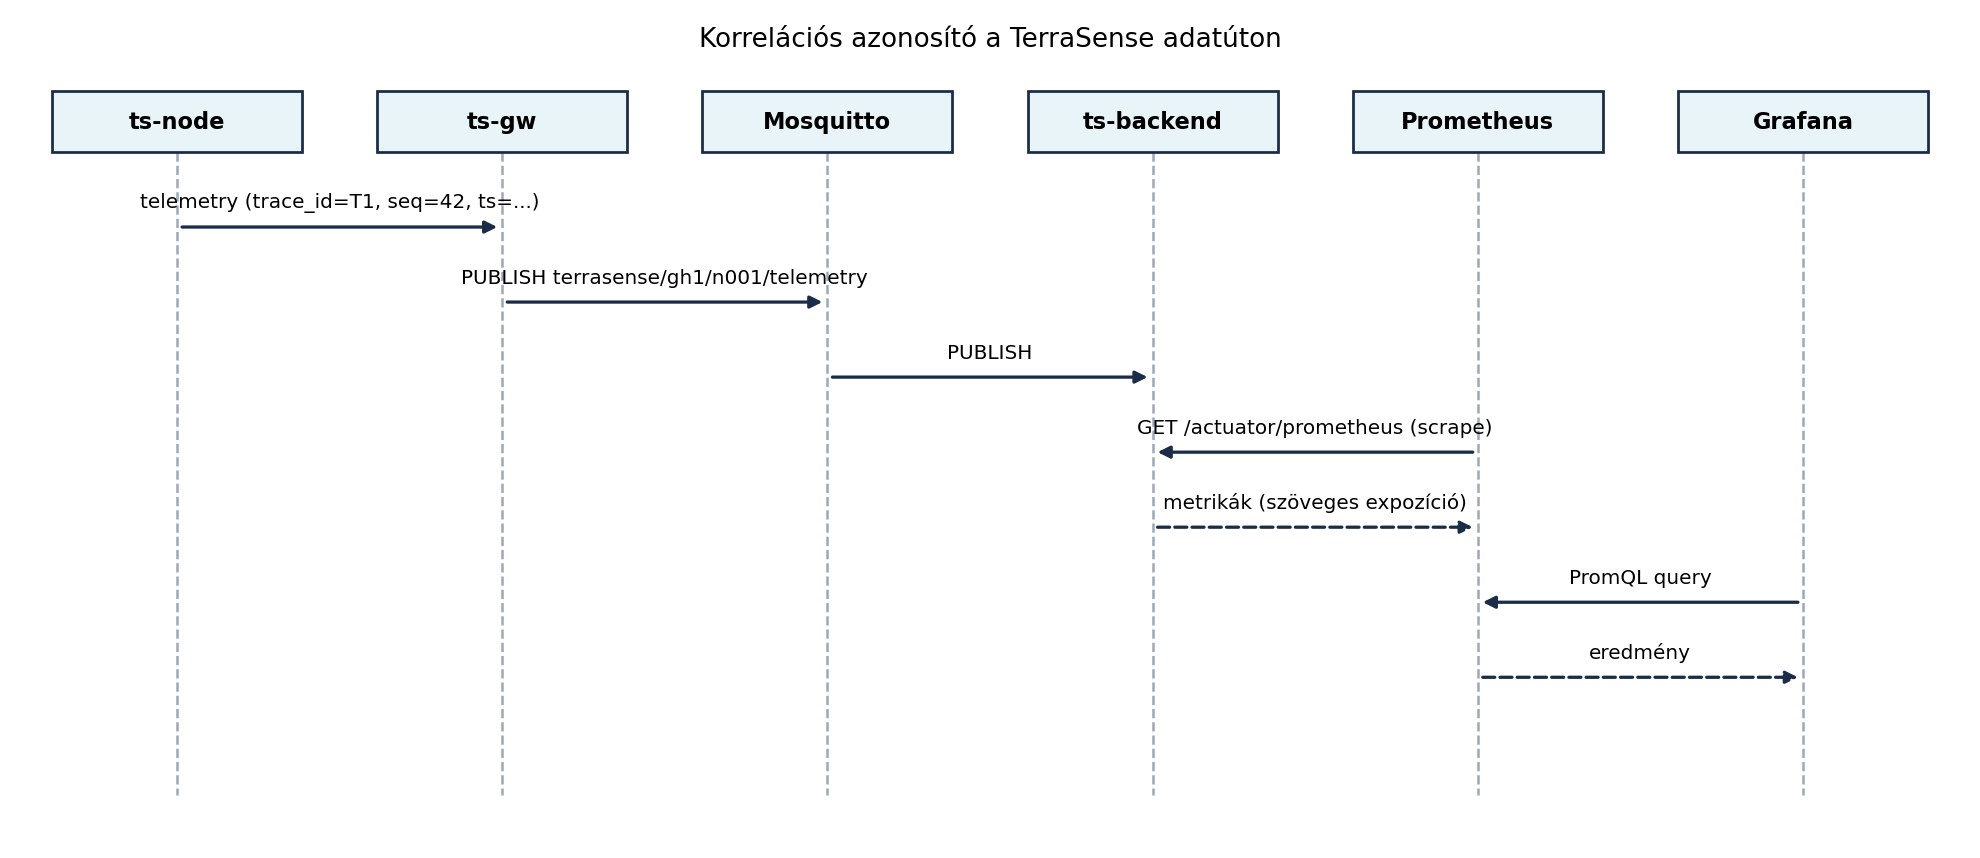 Korrelációs azonosító a TerraSense adatúton
ts-node
ts-gw
Mosquitto
ts-backend
Prometheus
Grafana
telemetry (trace_id=T1, seq=42, ts=...)
PUBLISH terrasense/gh1/n001/telemetry
PUBLISH
GET /actuator/prometheus (scrape)
metrikák (szöveges expozíció)
PromQL query
eredmény